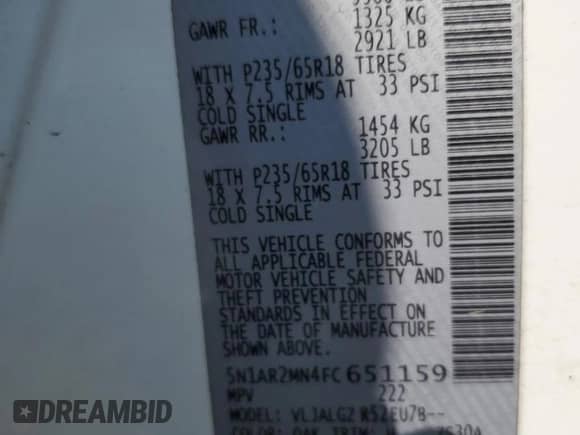 GAWR FR.: 1325 KG
2921 LB
WITH P235/65R18 TIRES
18 X 7.5 RIMS AT 33 PSI
COLD SINGLE
GAWR RR.: 1454 KG
3205 LB
WITH P235/65R18 TIRES
18 X 7.5 RIMS AT 33 PSI
COLD SINGLE
THIS VEHICLE CONFORMS TO
ALL APPLICABLE FEDERAL
MOTOR VEHICLE SAFETY AND
THEFT PREVENTION
STANDARDS IN EFFECT ON
THE DATE OF MANUFACTURE
SHOWN ABOVE.
5N1AR2MN4FC651159
MPV 222
MODEL: VLJALGZ R52EU7B--
COLOR: QAK TRIM:
DREAMBID